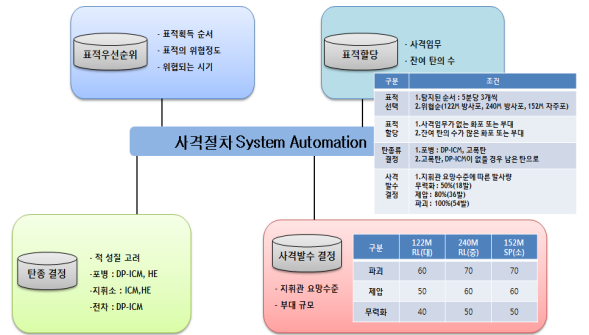 표적우선순위
- 표적획득 순서
- 표적의 위협정도
- 위협되는 시기
표적할당
- 사격임무
- 잔여 탄의 수
구분 조건
표적 선택 1.탐지된 순서 : 5분당 3개씩
2.위협순(122M 방사포, 240M 방사포, 152M 자주포)
표적 할당 1.사격임무가 없는 화포 또는 부대
2.잔여 탄의 수가 많은 화포 또는 부대
탄종류 결정 1.포병 : DP-ICM, 고폭탄
2.고폭탄, DP-ICM이 없을 경우 남은 탄으로
사격 발수 결정 1.지휘관 요망수준에 따른 발사량
무력화 : 50%(18발)
제압 : 80%(36발)
파괴 : 100%(54발)
사격절차 System Automation
탄종 결정
- 적 성질 고려
-포병 : DP-ICM, HE
-지휘소 : ICM,HE
-전차 : DP-ICM
사격발수 결정
- 지휘관 요망수준
- 부대 규모
구분 122M RL(대) 240M RL(중) 152M SP(소)
파괴 60 70 70
제압 50 60 60
무력화 40 50 50